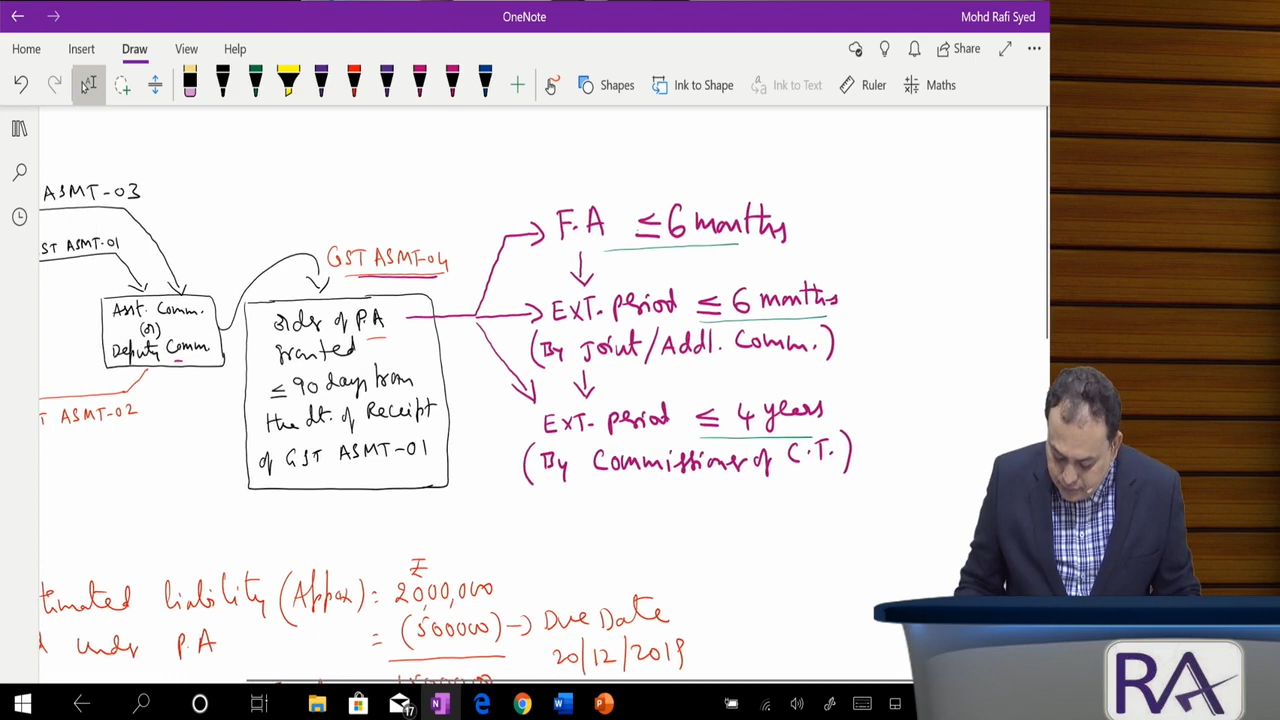 OneNote
Mohd Rafi Syed
Home Insert Draw View Help
Share
Shapes
Ink to Shape
Ink to Text
Ruler
Maths
ASMT-03
ST ASMT-01
Asst. Comm.
(or)
Deputy Comm
T ASMT-02
GST ASMT-04
order of P.A
granted
≤ 90 days from
the dt. of Receipt
of GST ASMT-01
F.A ≤ 6 months
EXT. period ≤ 6 months
(By Joint/Addl. Comm.)
EXT. period ≤ 4 years
(By Commissioner of C.T.)
₹
timated liability (Appox) = 2000,000
d under P.A = (500000) → Due Date
20/12/2019
17
RA